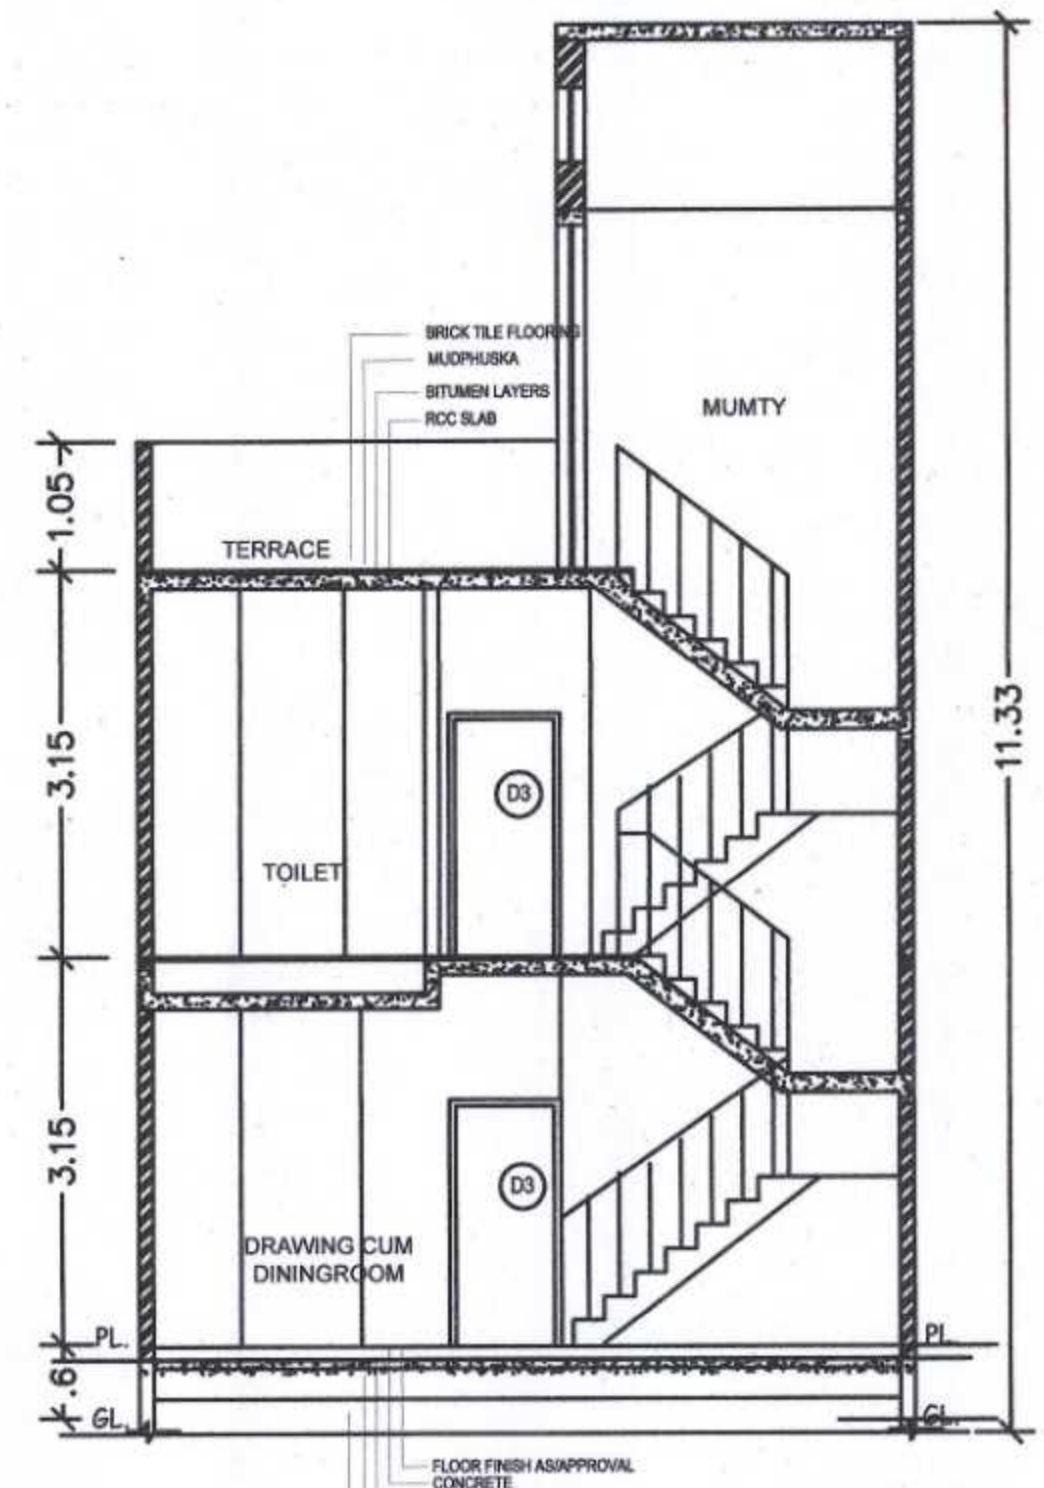 BRICK TILE FLOORING
MUDPHUSKA
BITUMEN LAYERS
RCC SLAB
MUMTY
1.05
TERRACE
3.15
11.33
D3
TOILET
3.15
D3
DRAWING CUM
DININGROOM
PL.
PL.
.6
GL.
GL.
FLOOR FINISH AS/APPROVAL
CONCRETE